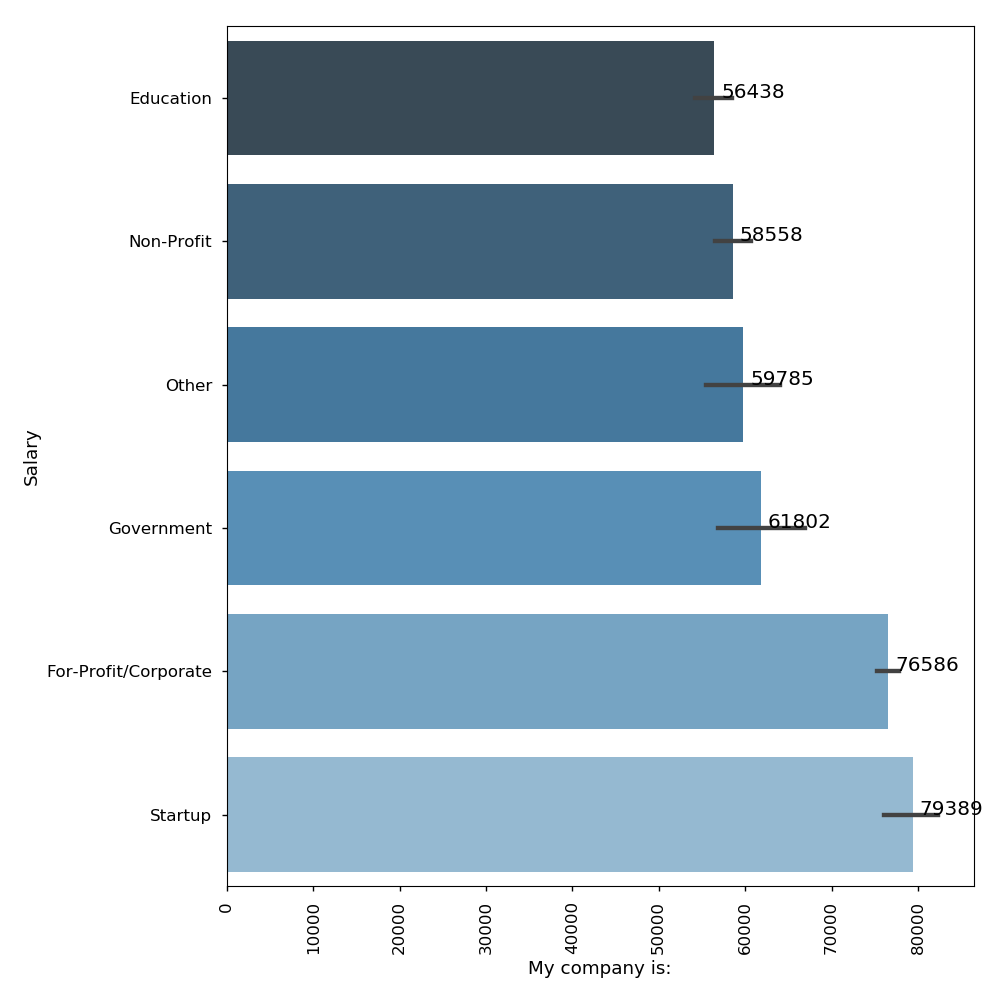 Education
56438
Non-Profit
58558
Other
59785
Government
61802
For-Profit/Corporate
76586
Startup
79389
Salary
0
10000
20000
30000
40000
50000
60000
70000
80000
My company is: